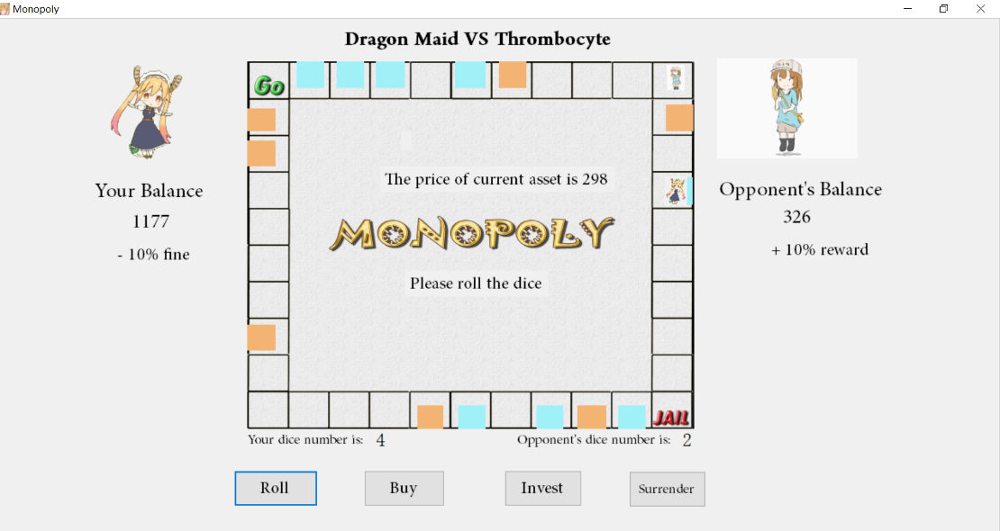 Monopoly
Dragon Maid VS Thrombocyte
GO
Your Balance
1177
- 10% fine
The price of current asset is 298
MONOPOLY
Please roll the dice
Opponent's Balance
326
+ 10% reward
JAIL
Your dice number is: 4
Opponent's dice number is: 2
Roll
Buy
Invest
Surrender